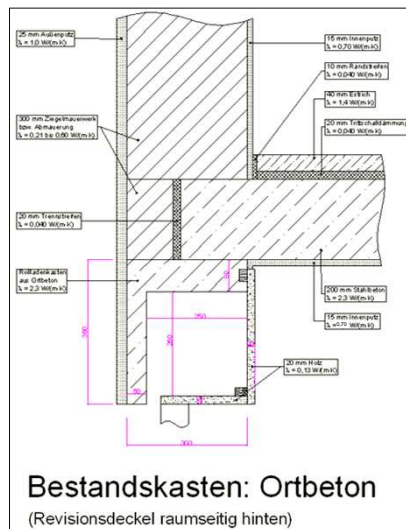 25 mm Außenputz
λ = 1,0 W/(m·K)
15 mm Innenputz
λ = 0,70 W/(m·K)
10 mm Randstreifen
λ = 0,040 W/(m·K)
40 mm Estrich
λ = 1,4 W/(m·K)
20 mm Trittschalldämmung
λ = 0,040 W/(m·K)
300 mm Ziegelmauerwerk
bzw. Abmauerung
λ = 0,21 bis 0,60 W/(m·K)
20 mm Trennstreifen
λ = 0,040 W/(m·K)
Rollladenkasten
aus Ortbeton
λ = 2,3 W/(m·K)
200 mm Stahlbeton
λ = 2,3 W/(m·K)
15 mm Innenputz
λ = 0,70 W/(m·K)
20 mm Holz
λ = 0,13 W/(m·K)
250
300
Bestandskasten: Ortbeton
(Revisionsdeckel raumseitig hinten)